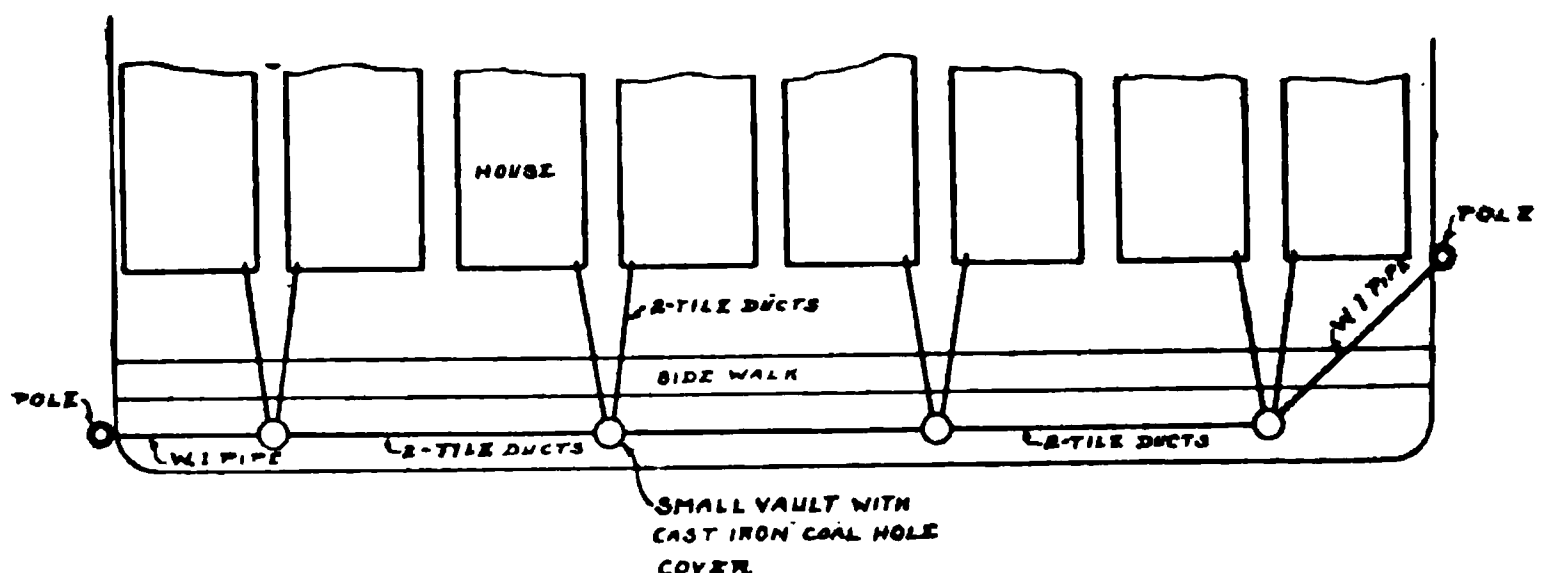 HOUSE
POLE
W I PIPE
2-TILE DUCTS
SIDE WALK
POLE
W.I PIPE
2-TILE DUCTS
2-TILE DUCTS
SMALL VAULT WITH
CAST IRON COAL HOLE
COVER